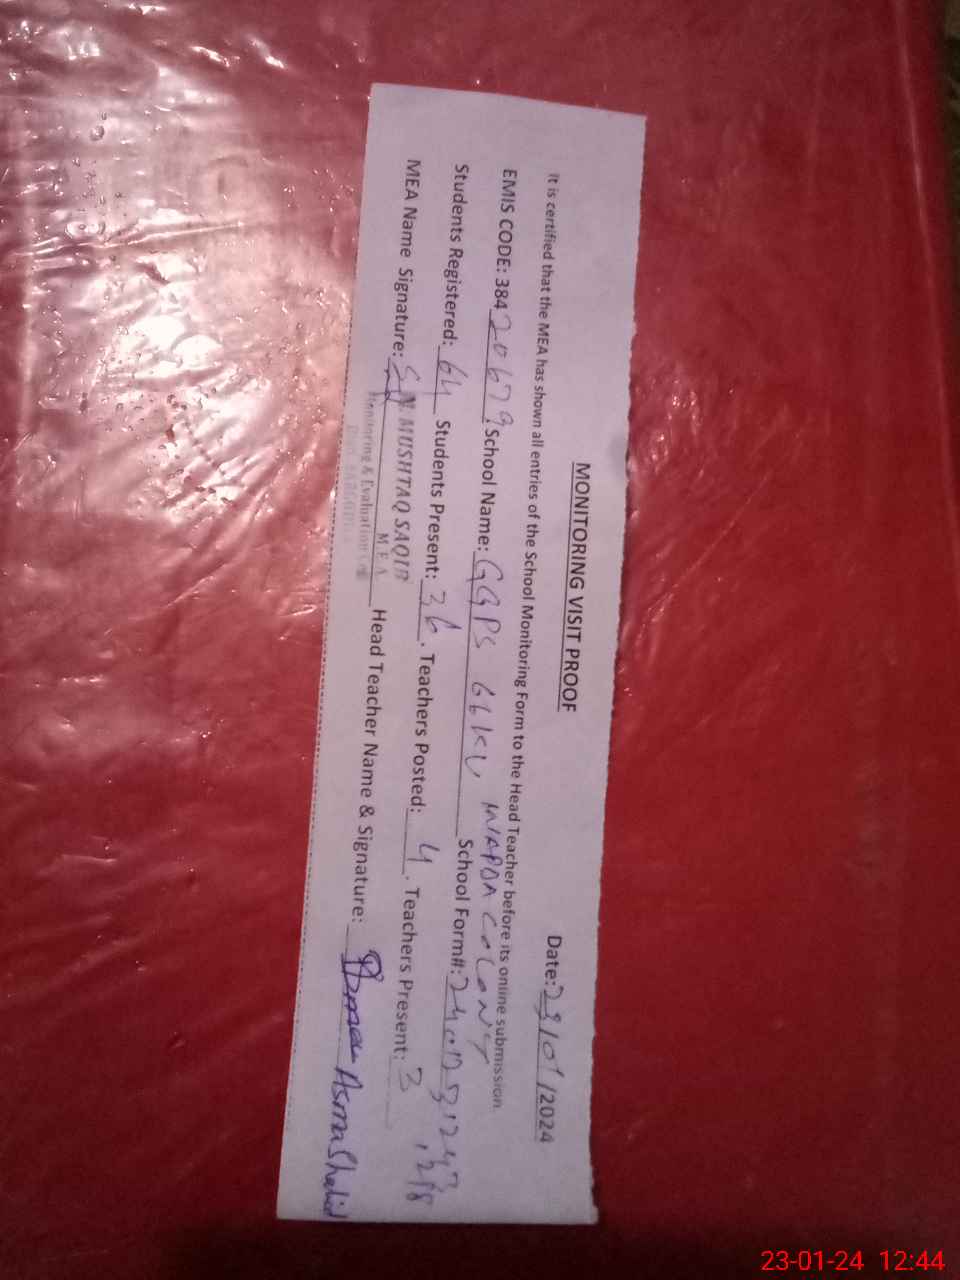 MONITORING VISIT PROOF
Date: 23/01/2024
It is certified that the MEA has shown all entries of the School Monitoring Form to the Head Teacher before its online submission.
EMIS CODE: 38420679 School Name: GGPS 66KV WAPDA COLONY School Form#:
Students Registered: 64 Students Present: 36. Teachers Posted: 4. Teachers Present: 3
MEA Name Signature: MUSHTAQ SAQIB Head Teacher Name & Signature: Asma Shahid
M.E.A
Monitoring & Evaluation Cell
23-01-24 12:44